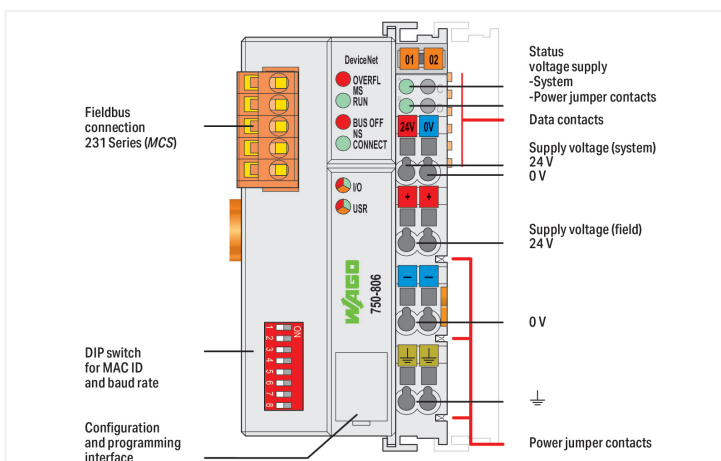 Fieldbus
connection
231 Series (MCS)
DIP switch
for MAC ID
and baud rate
Configuration
and programming
interface
DeviceNet
OVERFL
MS
RUN
BUS OFF
NS
CONNECT
I/O
USR
WAGO
750-806
ON
1
2
3
4
5
6
7
8
01 02
24V 0V
+ +
– –
Status
voltage supply
-System
-Power jumper contacts
Data contacts
Supply voltage (system)
24 V
0 V
Supply voltage (field)
24 V
0 V
Power jumper contacts